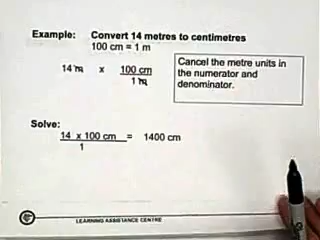 Example: Convert 14 metres to centimetres
100 cm = 1 m
14 m x 100 cm
1 m
Cancel the metre units in
the numerator and
denominator.
Solve:
14 x 100 cm = 1400 cm
1
LEARNING ASSISTANCE CENTRE